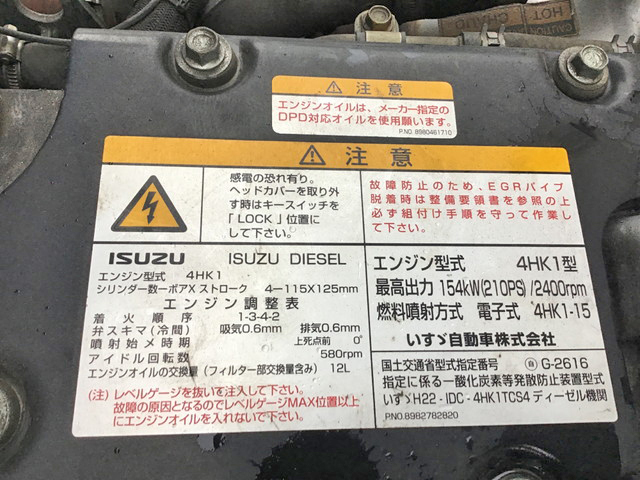 CAUTION
HOT
⚠ 注意
エンジンオイルは、メーカー指定の
DPD対応オイルを使用願います。
P.NO 8980461710
⚠ 注意
感電の恐れ有り。
ヘッドカバーを取り外
す時はキースイッチを
「LOCK」位置に
して下さい。
故障防止のため、EGRパイプ
脱着時は整備要領書を参照の上
必ず組付け手順を守って作業し
て下さい。
ISUZU ISUZU DIESEL
エンジン型式 4HK1
シリンダー数ーボアX ストローク 4ー115X125mm
エンジン調整表
着火順序 1-3-4-2
弁スキマ(冷間) 吸気0.6mm 排気0.6mm
噴射始メ時期 上死点前 0°
アイドル回転数 580rpm
エンジンオイルの交換量(フィルター部交換量含み) 12L
(注)レベルゲージを抜いて注入して下さい。
故障の原因となるのでレベルゲージMAX位置以上
にエンジンオイルを入れないで下さい。
エンジン型式 4HK1型
最高出力 154kW(210PS)/2400rpm
燃料噴射方式 電子式 4HK1-15
いすゞ自動車株式会社
国土交通省型式指定番号 自 G-2616
指定に係る一酸化炭素等発散防止装置型式
いすゞH22-IDC-4HK1TCS4 ディーゼル機関
P.NO.8982782820